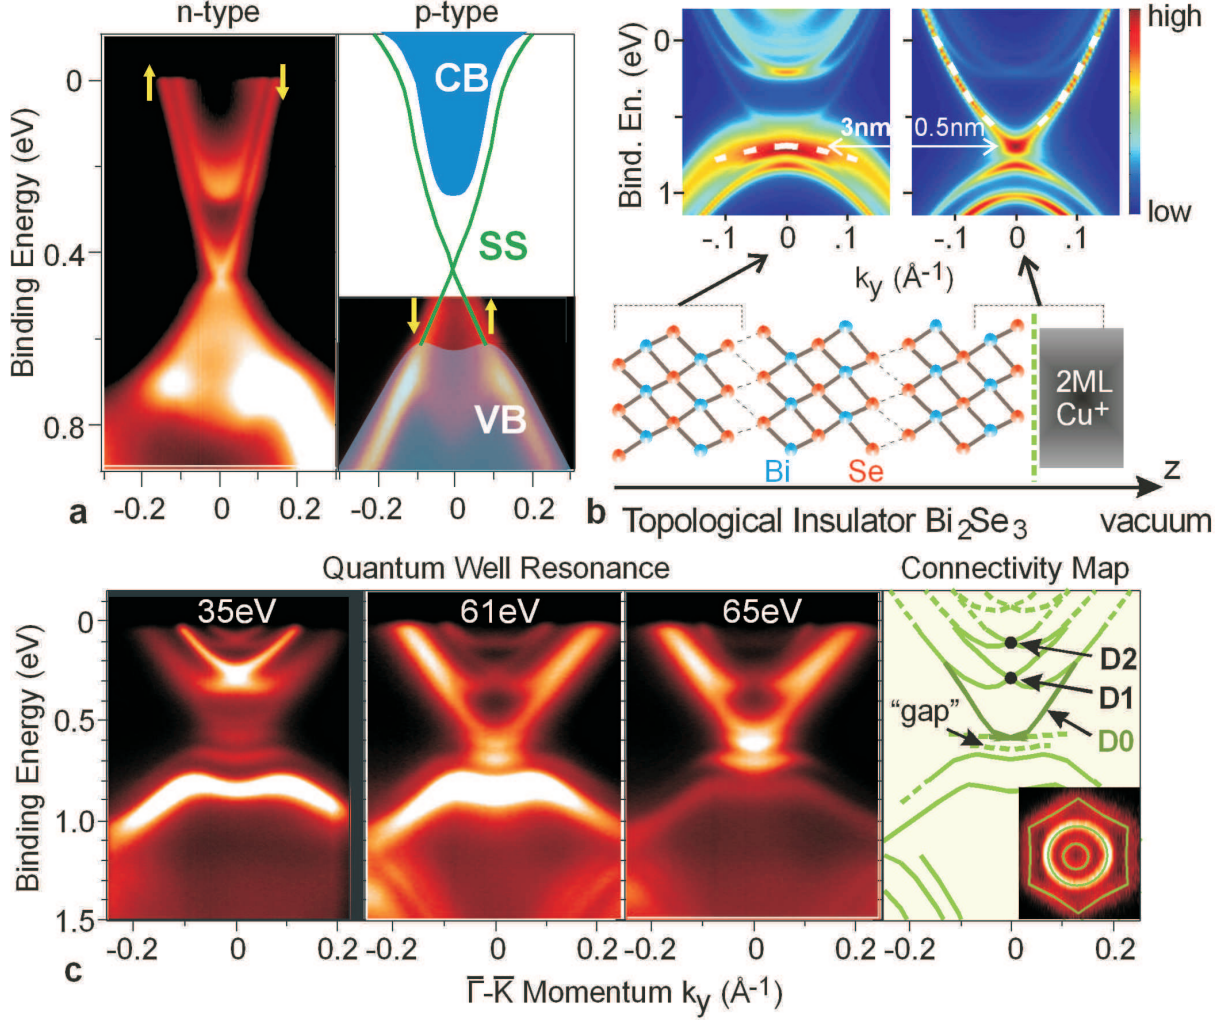 n-type p-type
0
0.4
0.8
Binding Energy (eV)
CB
SS
VB
-0.2 0 0.2 -0.2 0 0.2
a
b
0
1
Bind. En. (eV)
3nm 0.5nm
high
low
-.1 0 .1 -.1 0 .1
ky (Å-1)
2ML
Cu+
Bi Se
z
Topological Insulator Bi2Se3 vacuum
Quantum Well Resonance Connectivity Map
35eV 61eV 65eV
0
0.5
1.0
1.5
Binding Energy (eV)
D2
D1
"gap" D0
-0.2 0 0.2 -0.2 0 0.2 -0.2 0 0.2 -0.2 0 0.2
c
Γ̅-K̅ Momentum ky (Å-1)